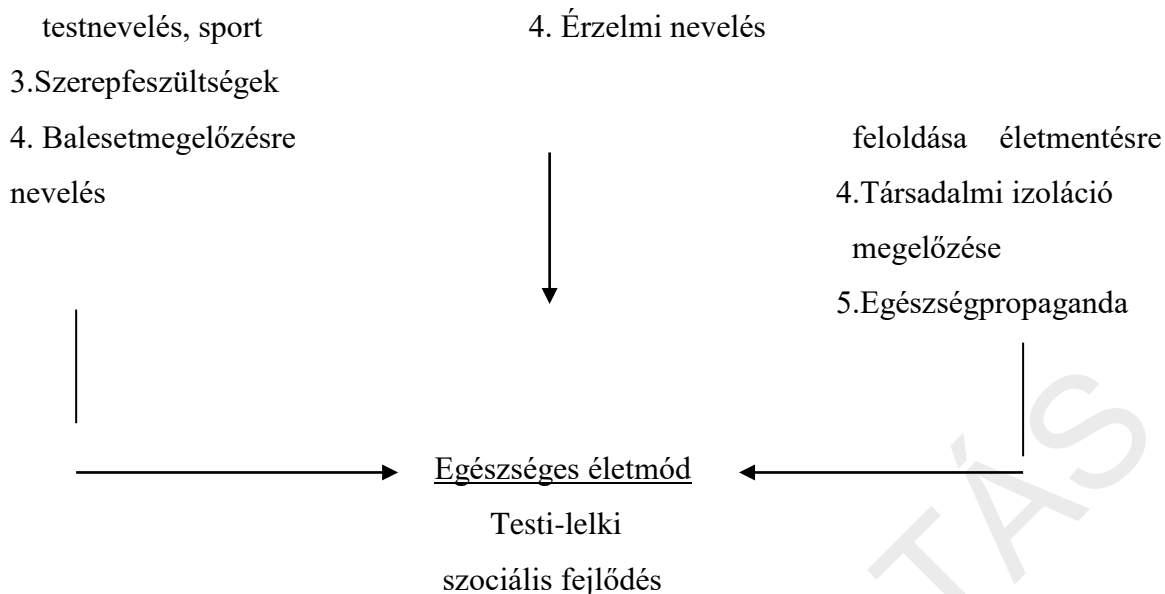 testnevelés, sport
3.Szerepfeszültségek
4. Balesetmegelőzésre
nevelés
4. Érzelmi nevelés
feloldása életmentésre
4.Társadalmi izoláció
megelőzése
5.Egészségpropaganda
Egészséges életmód
Testi-lelki
szociális fejlődés
TÁS